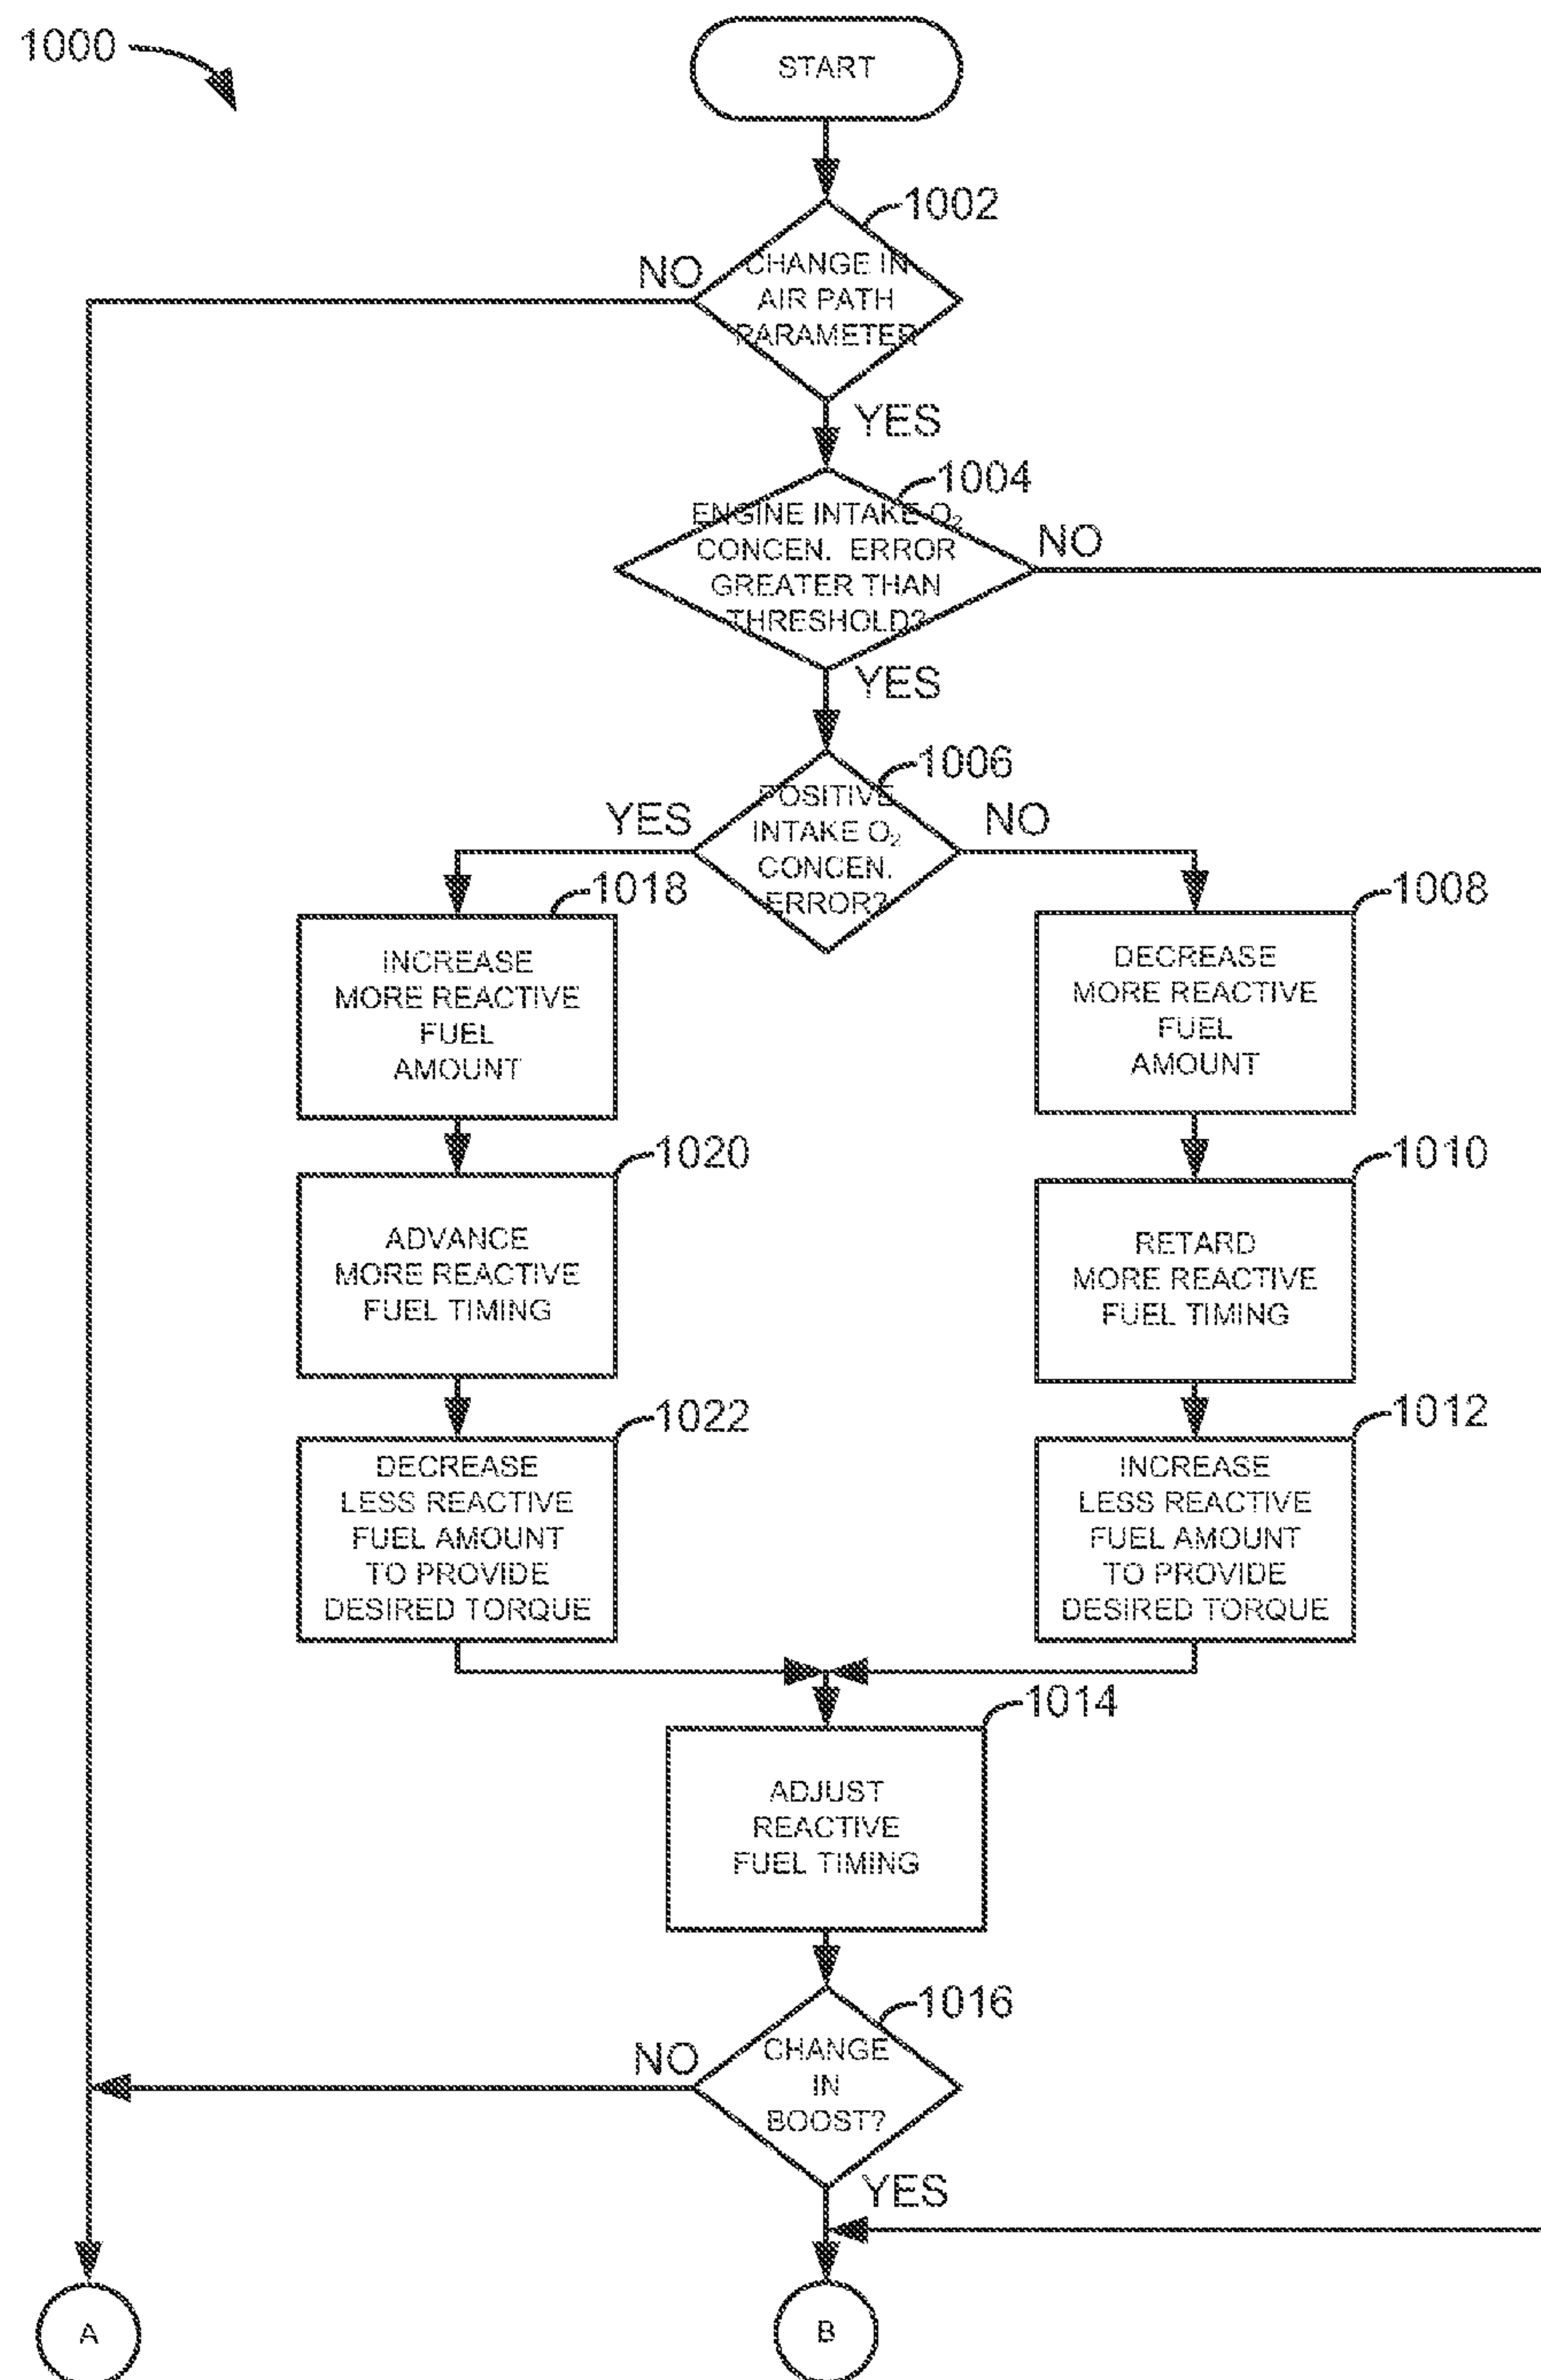 1000
START
1002
NO
CHANGE IN
AIR PATH
PARAMETER
YES
1004
ENGINE INTAKE O₂
CONCEN. ERROR
GREATER THAN
THRESHOLD?
NO
YES
1006
POSITIVE
INTAKE O₂
CONCEN.
ERROR?
YES
NO
1018
INCREASE
MORE REACTIVE
FUEL
AMOUNT
1008
DECREASE
MORE REACTIVE
FUEL
AMOUNT
1020
ADVANCE
MORE REACTIVE
FUEL TIMING
1010
RETARD
MORE REACTIVE
FUEL TIMING
1022
DECREASE
LESS REACTIVE
FUEL AMOUNT
TO PROVIDE
DESIRED TORQUE
1012
INCREASE
LESS REACTIVE
FUEL AMOUNT
TO PROVIDE
DESIRED TORQUE
1014
ADJUST
REACTIVE
FUEL TIMING
1016
NO
CHANGE
IN
BOOST?
YES
A
B